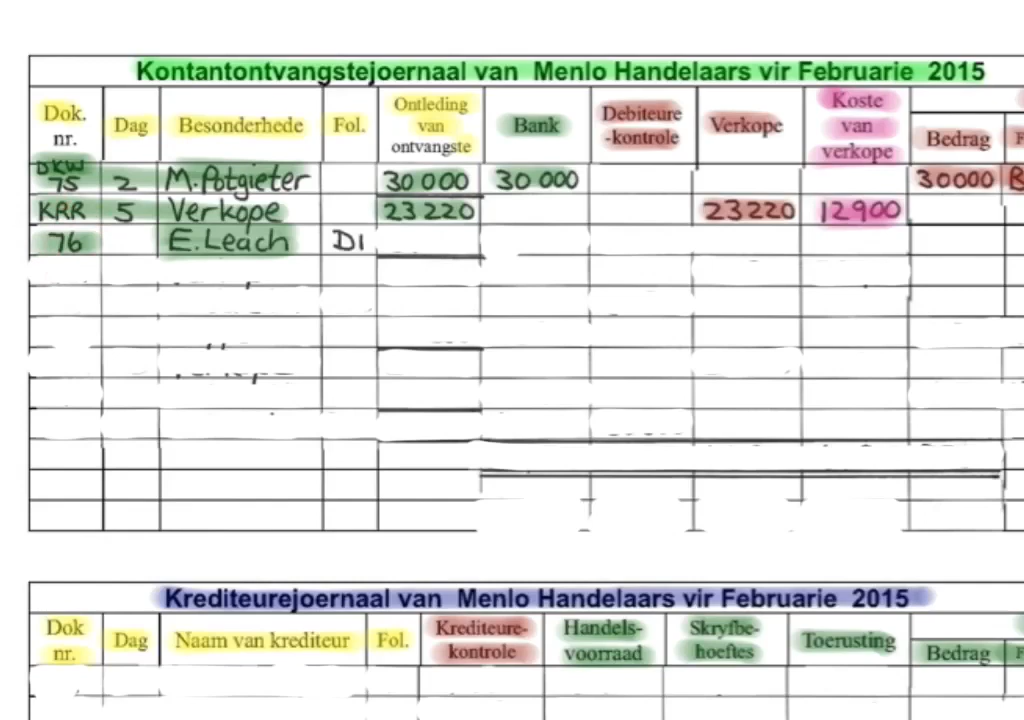 Kontantontvangstejoernaal van Menlo Handelaars vir Februarie 2015
Dok. nr. Dag Besonderhede Fol. Ontleding van ontvangste Bank Debiteure-kontrole Verkope Koste van verkope Bedrag
DKW 75 2 M.Potgieter 30 000 30 000 30000 B
KRR 5 Verkope 23220 23220 12900
76 E.Leach D1
Krediteurejoernaal van Menlo Handelaars vir Februarie 2015
Dok nr. Dag Naam van krediteur Fol. Krediteure-kontrole Handels-voorraad Skryfbe-hoeftes Toerusting Bedrag